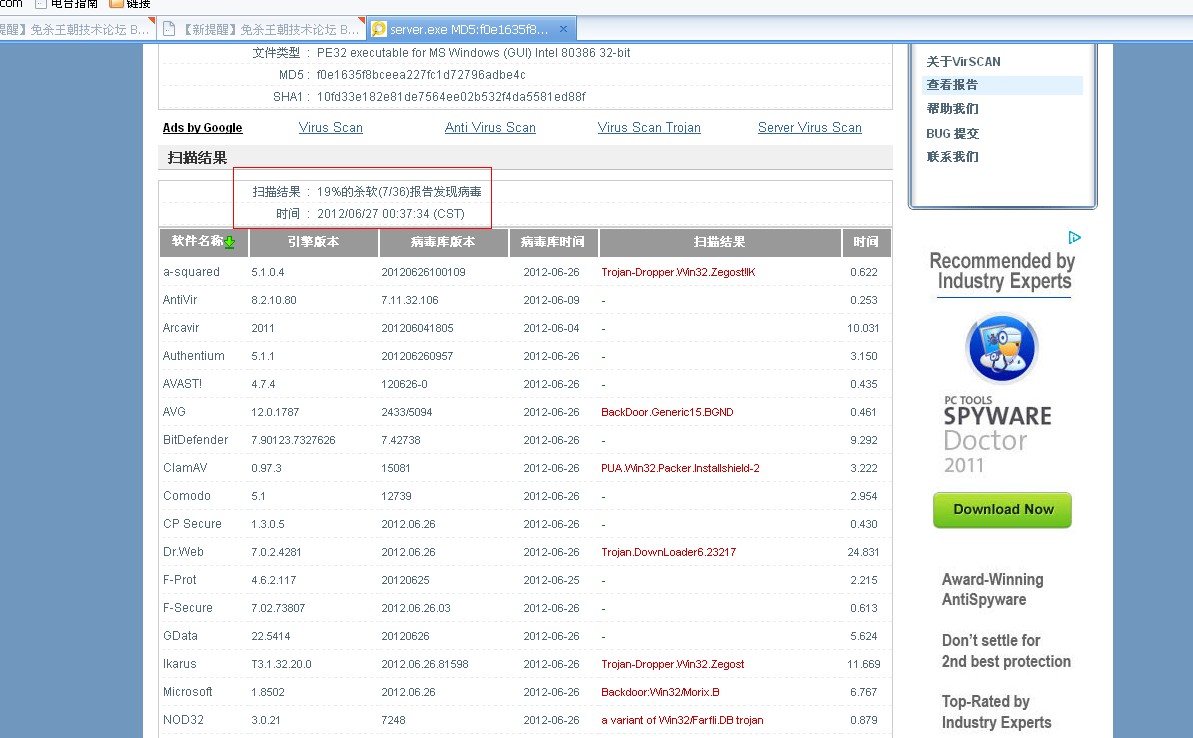 com 电台指南 链接
提醒】免杀王朝技术论坛 B... 【新提醒】免杀王朝技术论坛 B... server.exe MD5:f0e1635f8...
文件类型 : PE32 executable for MS Windows (GUI) Intel 80386 32-bit
MD5 : f0e1635f8bceea227fc1d72796adbe4c
SHA1 : 10fd33e182e81de7564ee02b532f4da5581ed88f
Ads by Google Virus Scan Anti Virus Scan Virus Scan Trojan Server Virus Scan
扫描结果
扫描结果 : 19%的杀软(7/36)报告发现病毒
时间 : 2012/06/27 00:37:34 (CST)
软件名称 引擎版本 病毒库版本 病毒库时间 扫描结果 时间
a-squared 5.1.0.4 20120626100109 2012-06-26 Trojan-Dropper.Win32.Zegost!IK 0.622
AntiVir 8.2.10.80 7.11.32.106 2012-06-09 - 0.253
Arcavir 2011 201206041805 2012-06-04 - 10.031
Authentium 5.1.1 201206260957 2012-06-26 - 3.150
AVAST! 4.7.4 120626-0 2012-06-26 - 0.435
AVG 12.0.1787 2433/5094 2012-06-26 BackDoor.Generic15.BGND 0.461
BitDefender 7.90123.7327626 7.42738 2012-06-26 - 9.292
ClamAV 0.97.3 15081 2012-06-26 PUA.Win32.Packer.Installshield-2 3.222
Comodo 5.1 12739 2012-06-26 - 2.954
CP Secure 1.3.0.5 2012.06.26 2012-06-26 - 0.430
Dr.Web 7.0.2.4281 2012.06.26 2012-06-26 Trojan.DownLoader6.23217 24.831
F-Prot 4.6.2.117 20120625 2012-06-25 - 2.215
F-Secure 7.02.73807 2012.06.26.03 2012-06-26 - 0.613
GData 22.5414 20120626 2012-06-26 - 5.624
Ikarus T3.1.32.20.0 2012.06.26.81598 2012-06-26 Trojan-Dropper.Win32.Zegost 11.669
Microsoft 1.8502 2012.06.26 2012-06-26 Backdoor:Win32/Morix.B 6.767
NOD32 3.0.21 7248 2012-06-26 a variant of Win32/Farfli.DB trojan 0.879
关于VirSCAN
查看报告
帮助我们
BUG 提交
联系我们
Recommended by
Industry Experts
PC TOOLS
SPYWARE
Doctor
2011
Download Now
Award-Winning
AntiSpyware
Don't settle for
2nd best protection
Top-Rated by
Industry Experts